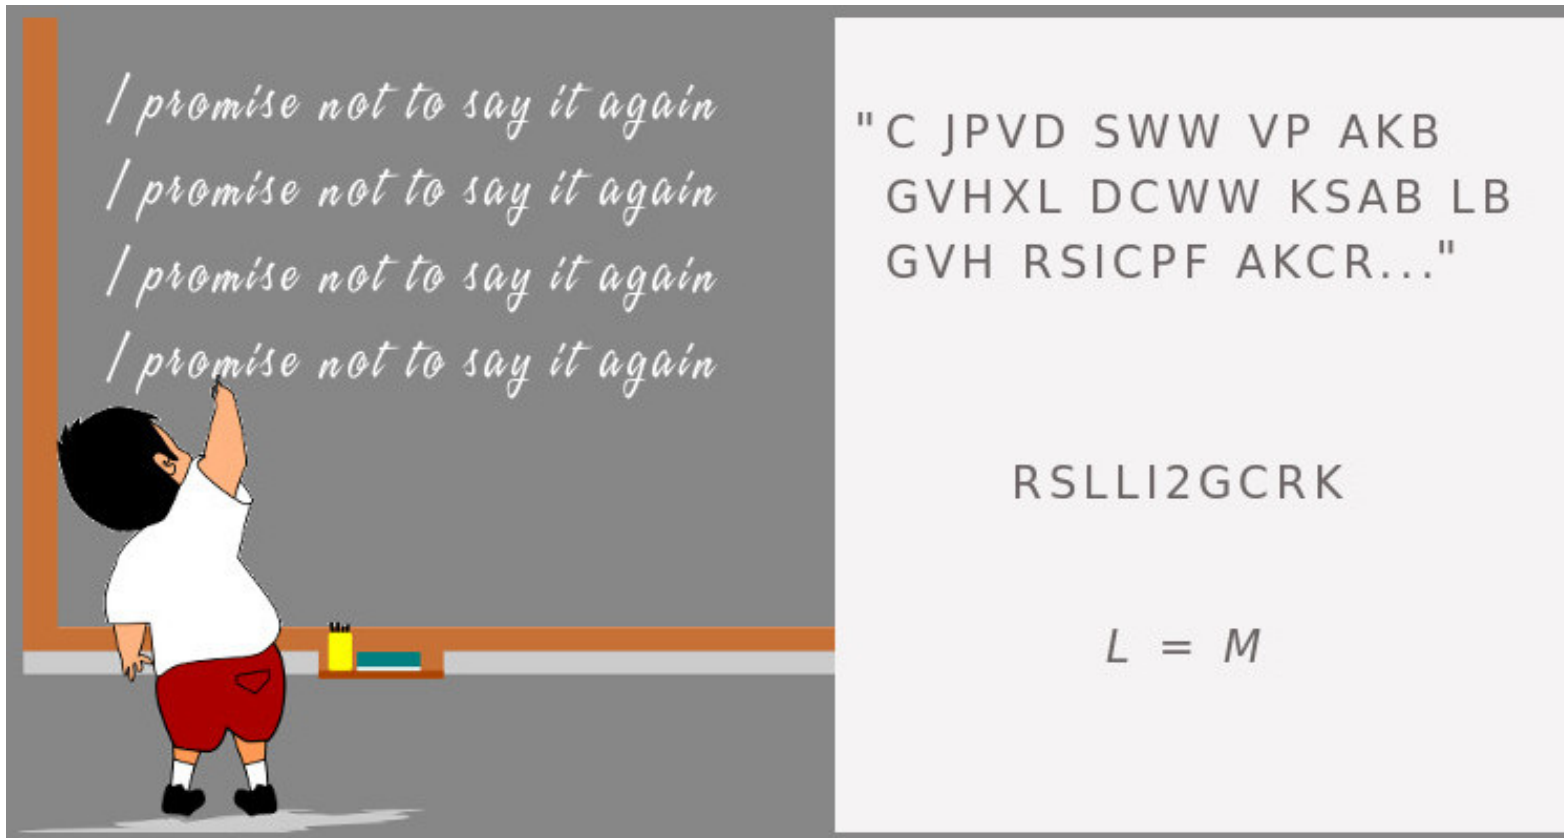 I promise not to say it again
I promise not to say it again
I promise not to say it again
I promise not to say it again
"C JPVD SWW VP AKB
GVHXL DCWW KSAB LB
GVH RSICPF AKCR..."
RSLLI2GCRK
L = M